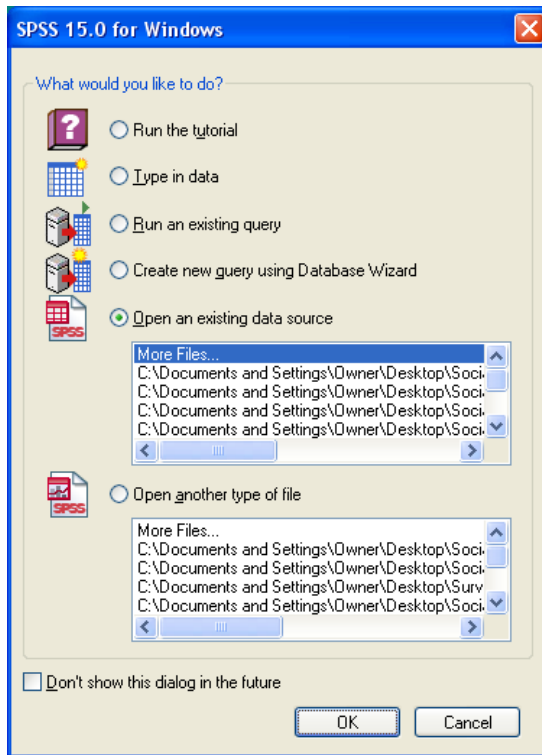 SPSS 15.0 for Windows
What would you like to do?
?
Run the tutorial
Type in data
Run an existing query
Create new query using Database Wizard
SPSS
Open an existing data source
More Files...
C:\Documents and Settings\Owner\Desktop\Soci
C:\Documents and Settings\Owner\Desktop\Soci
C:\Documents and Settings\Owner\Desktop\Soci
C:\Documents and Settings\Owner\Desktop\Soci
SPSS
Open another type of file
More Files...
C:\Documents and Settings\Owner\Desktop\Soci
C:\Documents and Settings\Owner\Desktop\Soci
C:\Documents and Settings\Owner\Desktop\Surv
C:\Documents and Settings\Owner\Desktop\Soci
Don't show this dialog in the future
OK Cancel